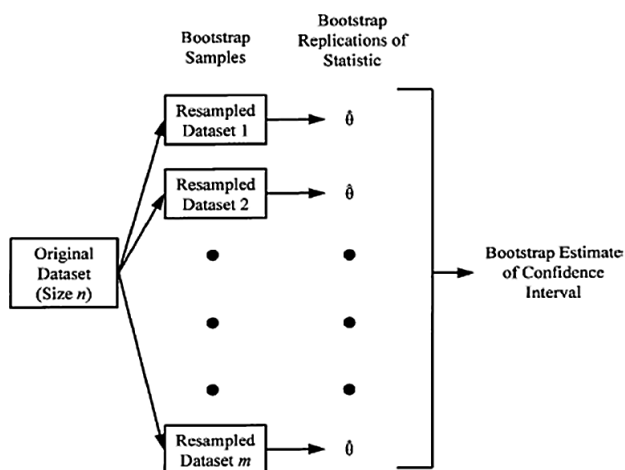 Bootstrap
Samples
Bootstrap
Replications of
Statistic
Resampled
Dataset 1
θ̂
Resampled
Dataset 2
θ̂
Original
Dataset
(Size n)
Bootstrap Estimate
of Confidence
Interval
Resampled
Dataset m
θ̂